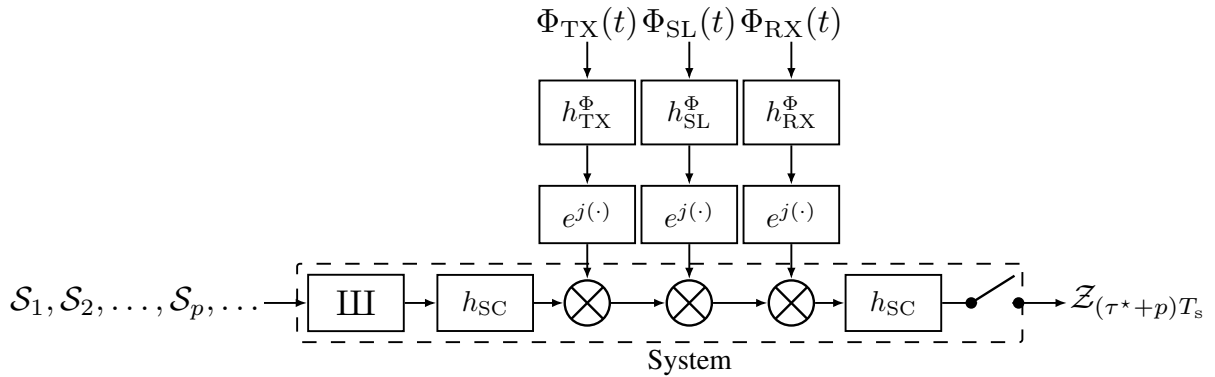 Φ_TX(t) Φ_SL(t) Φ_RX(t)
h^Φ_TX h^Φ_SL h^Φ_RX
e^{j(·)} e^{j(·)} e^{j(·)}
𝒮_1, 𝒮_2, …, 𝒮_p, … Ш h_SC h_SC 𝒵_{(τ^⋆+p)T_s}
System